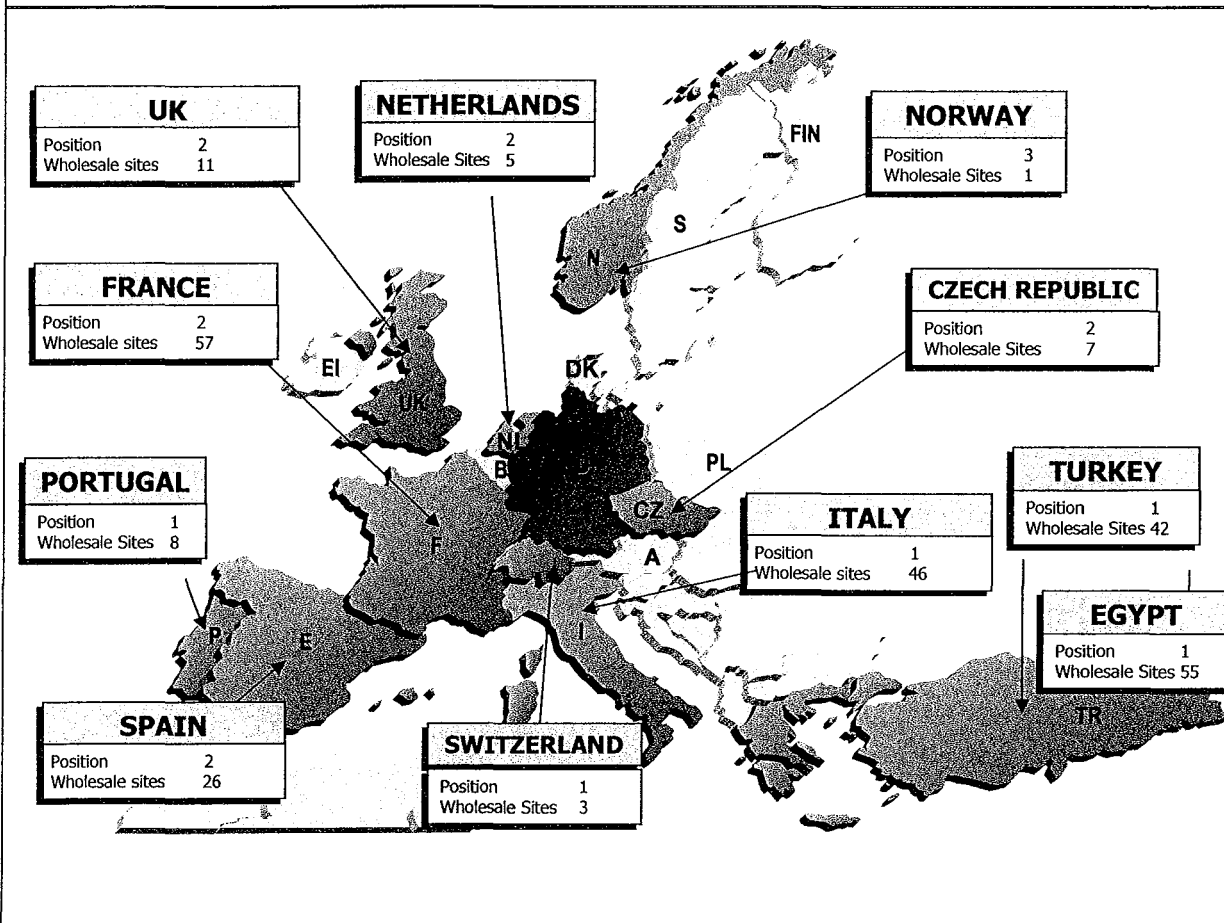 UK
Position 2
Wholesale sites 11
NETHERLANDS
Position 2
Wholesale Sites 5
NORWAY
Position 3
Wholesale Sites 1
FRANCE
Position 2
Wholesale sites 57
CZECH REPUBLIC
Position 2
Wholesale Sites 7
PORTUGAL
Position 1
Wholesale Sites 8
ITALY
Position 1
Wholesale sites 46
TURKEY
Position 1
Wholesale Sites 42
EGYPT
Position 1
Wholesale Sites 55
SPAIN
Position 2
Wholesale sites 26
SWITZERLAND
Position 1
Wholesale Sites 3
FIN
S
N
EI
DK
UK
NL
B
D
PL
CZ
F
A
P
E
I
TR